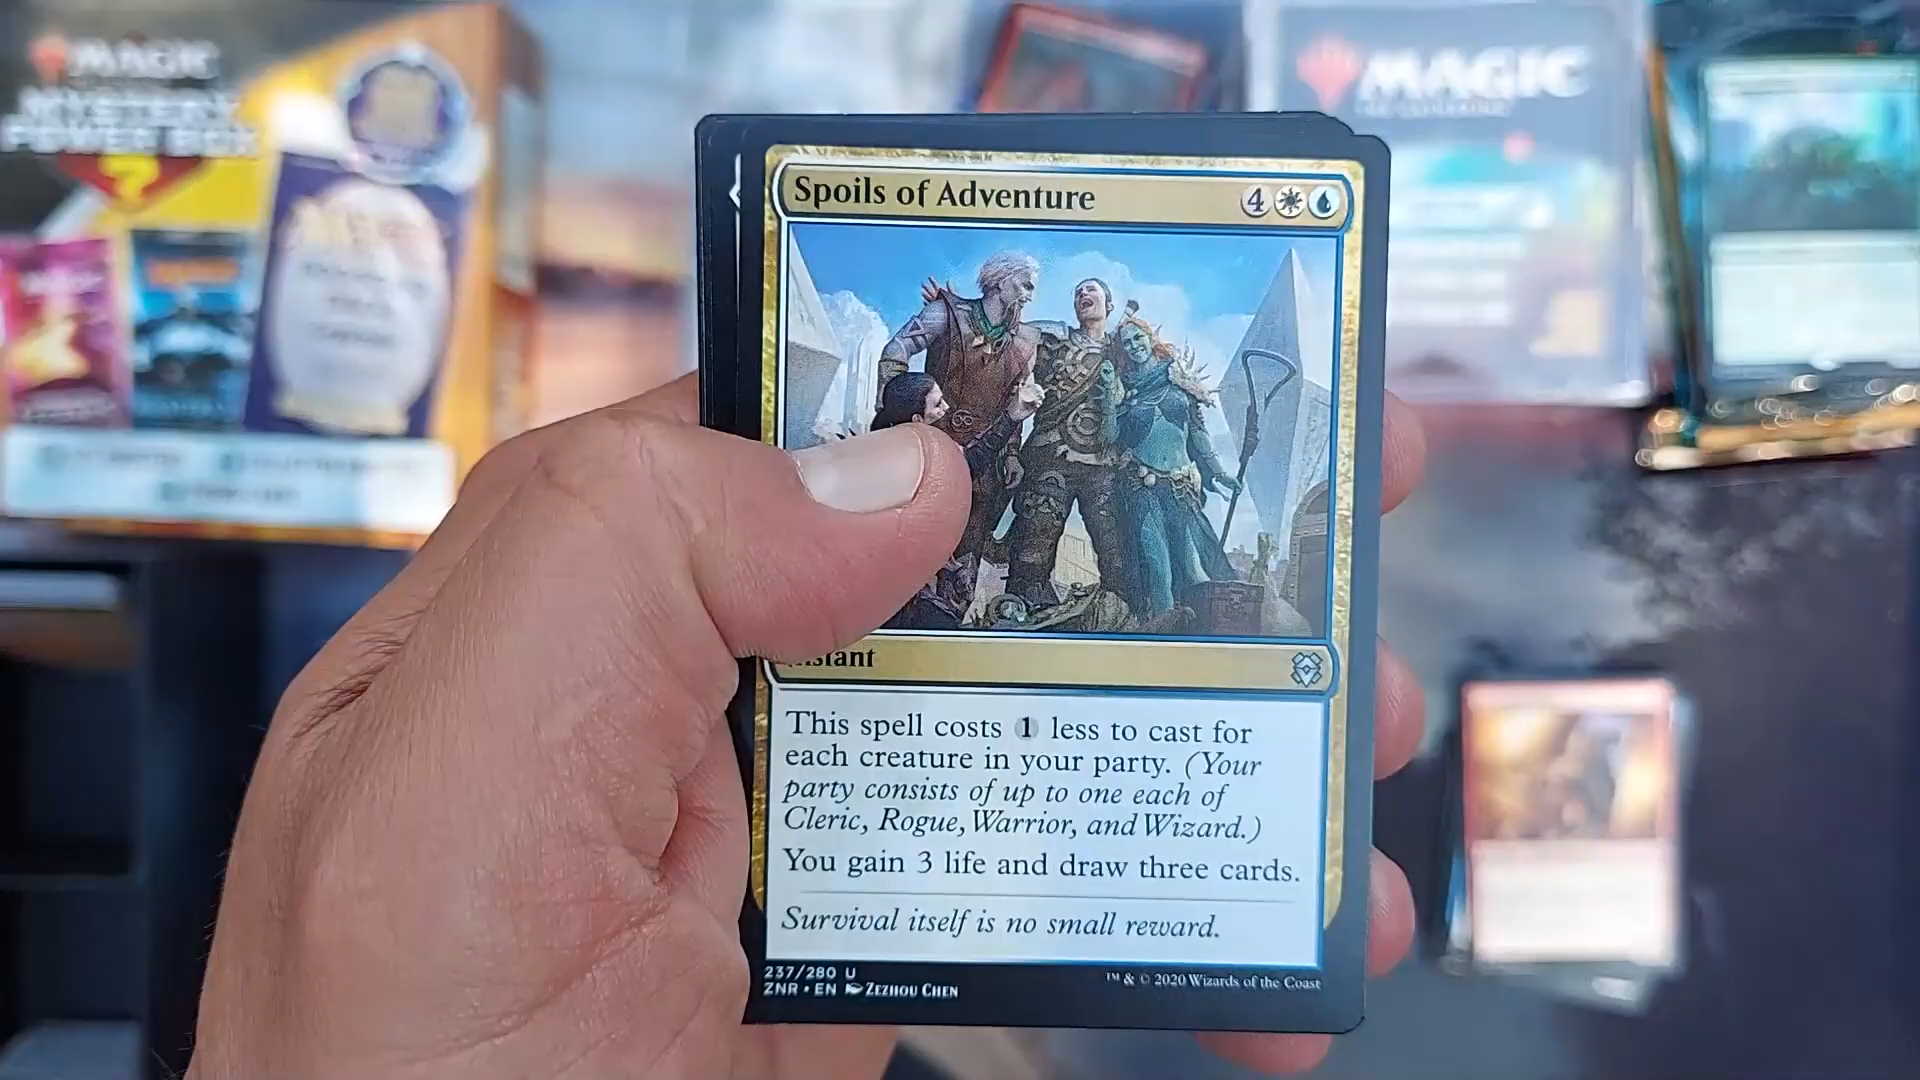 MAGIC
MYSTERY
POWER BOX
?
MAGIC
Spoils of Adventure 4
This spell costs 1 less to cast for
each creature in your party. (Your
party consists of up to one each of
Cleric, Rogue, Warrior, and Wizard.)
You gain 3 life and draw three cards.
Survival itself is no small reward.
237/280 U
ZNR • EN ZEZHOU CHEN
™ & © 2020 Wizards of the Coast